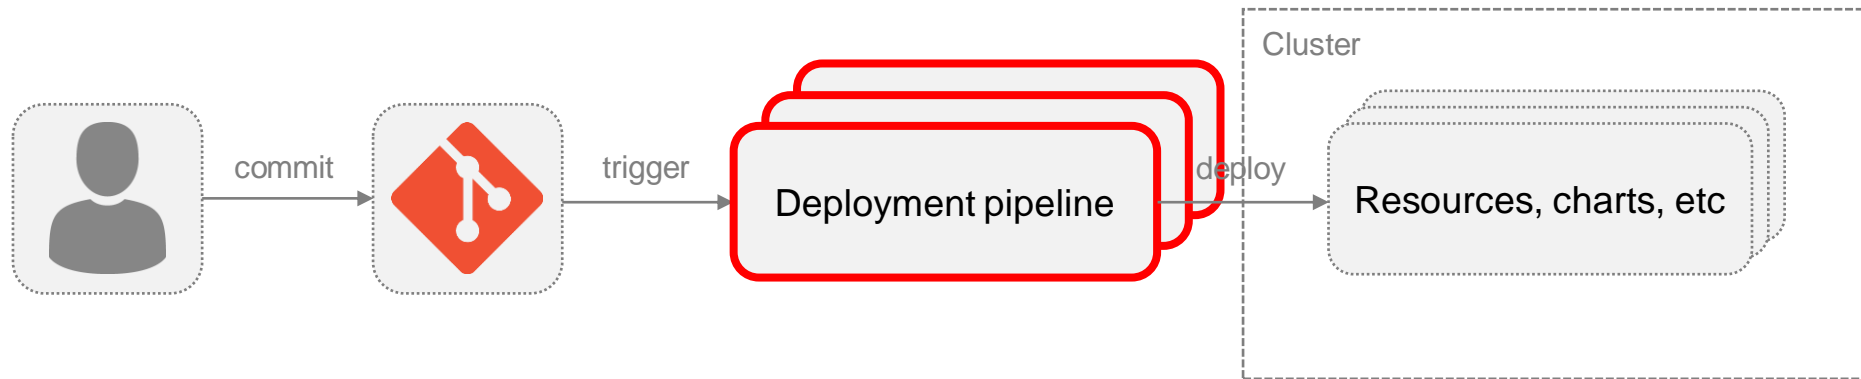 Cluster
commit
trigger
deploy
Deployment pipeline
Resources, charts, etc